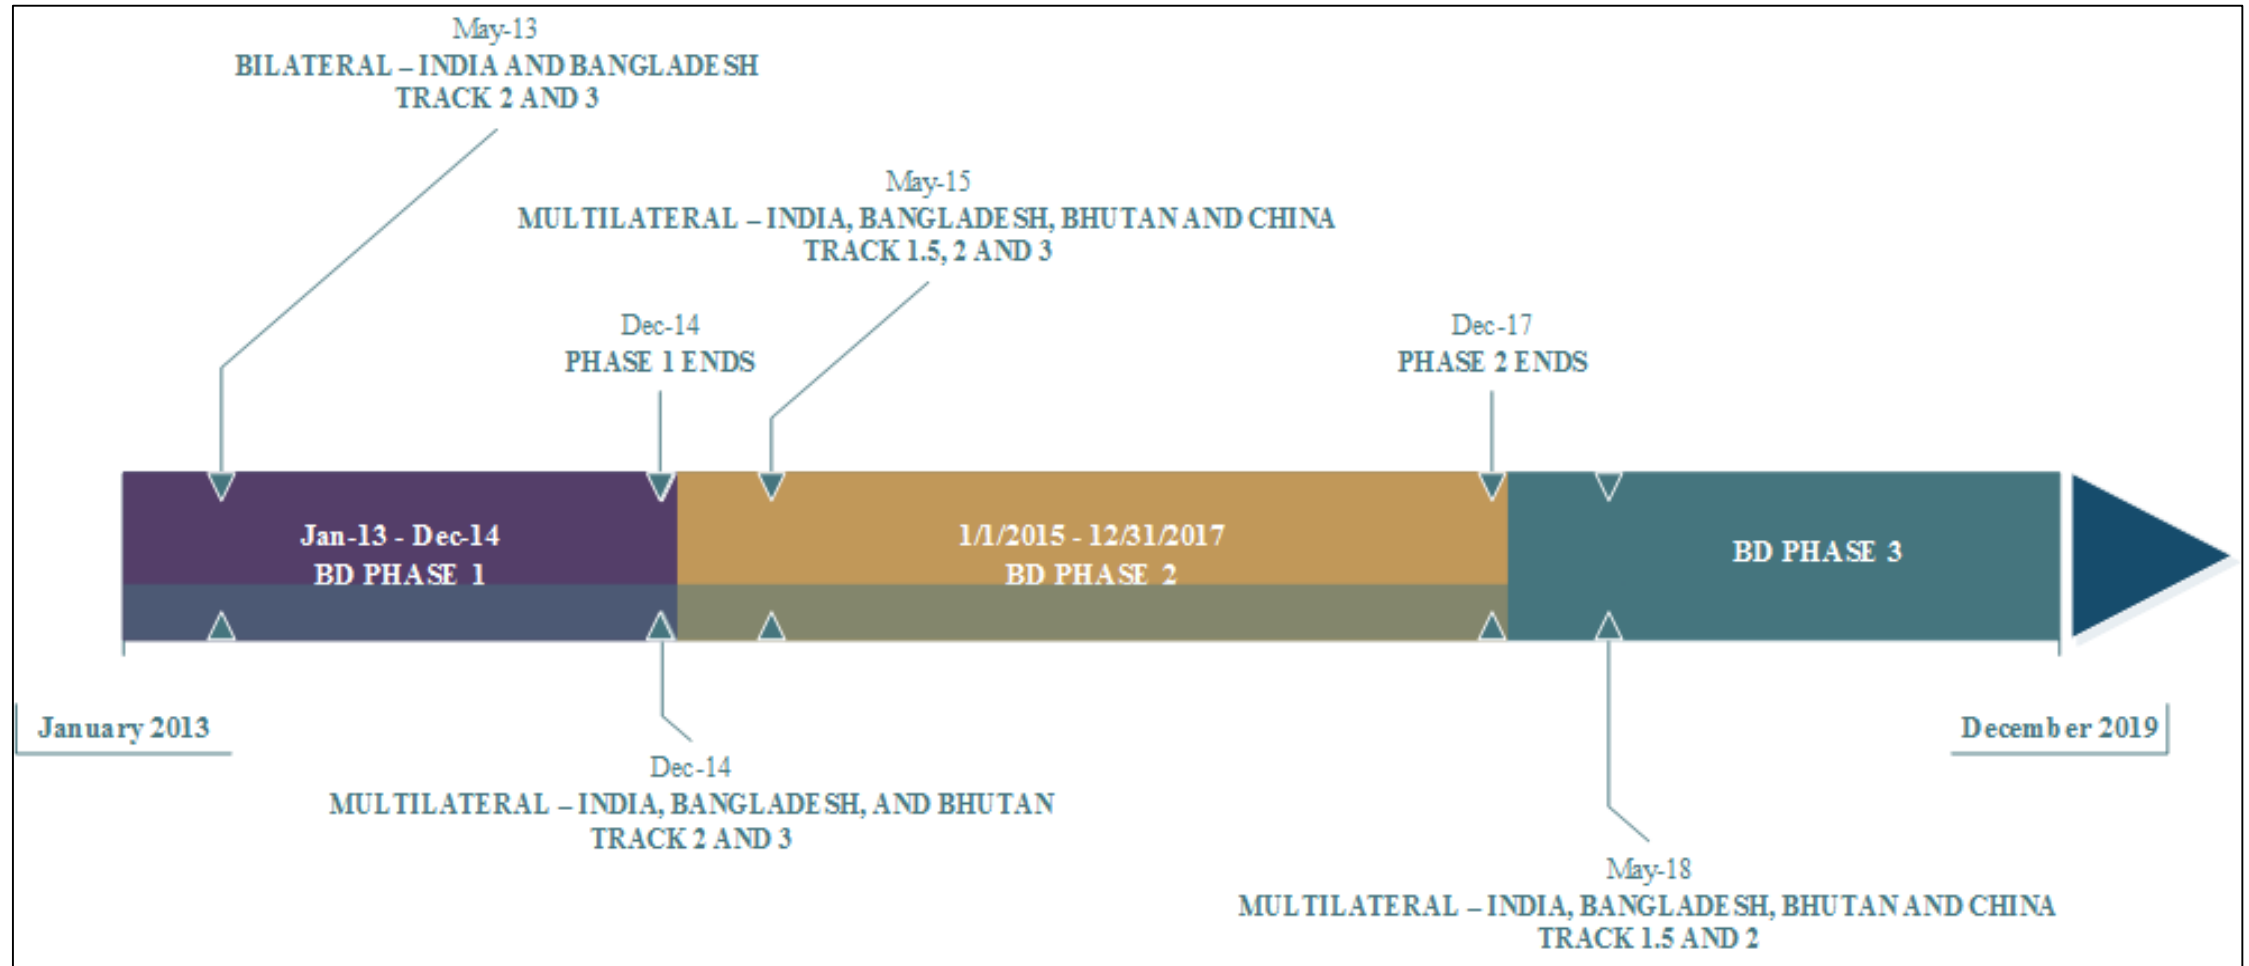 May-13
BILATERAL – INDIA AND BANGLADESH
TRACK 2 AND 3
May-15
MULTILATERAL – INDIA, BANGLADESH, BHUTAN AND CHINA
TRACK 1.5, 2 AND 3
Dec-14
PHASE 1 ENDS
Dec-17
PHASE 2 ENDS
Jan-13 - Dec-14
BD PHASE 1
1/1/2015 - 12/31/2017
BD PHASE 2
BD PHASE 3
January 2013
December 2019
Dec-14
MULTILATERAL – INDIA, BANGLADESH, AND BHUTAN
TRACK 2 AND 3
May-18
MULTILATERAL – INDIA, BANGLADESH, BHUTAN AND CHINA
TRACK 1.5 AND 2